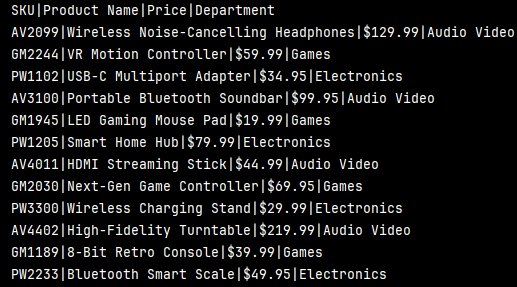 SKU|Product Name|Price|Department
AV2099|Wireless Noise-Cancelling Headphones|$129.99|Audio Video
GM2244|VR Motion Controller|$59.99|Games
PW1102|USB-C Multiport Adapter|$34.95|Electronics
AV3100|Portable Bluetooth Soundbar|$99.95|Audio Video
GM1945|LED Gaming Mouse Pad|$19.99|Games
PW1205|Smart Home Hub|$79.99|Electronics
AV4011|HDMI Streaming Stick|$44.99|Audio Video
GM2030|Next-Gen Game Controller|$69.95|Games
PW3300|Wireless Charging Stand|$29.99|Electronics
AV4402|High-Fidelity Turntable|$219.99|Audio Video
GM1189|8-Bit Retro Console|$39.99|Games
PW2233|Bluetooth Smart Scale|$49.95|Electronics